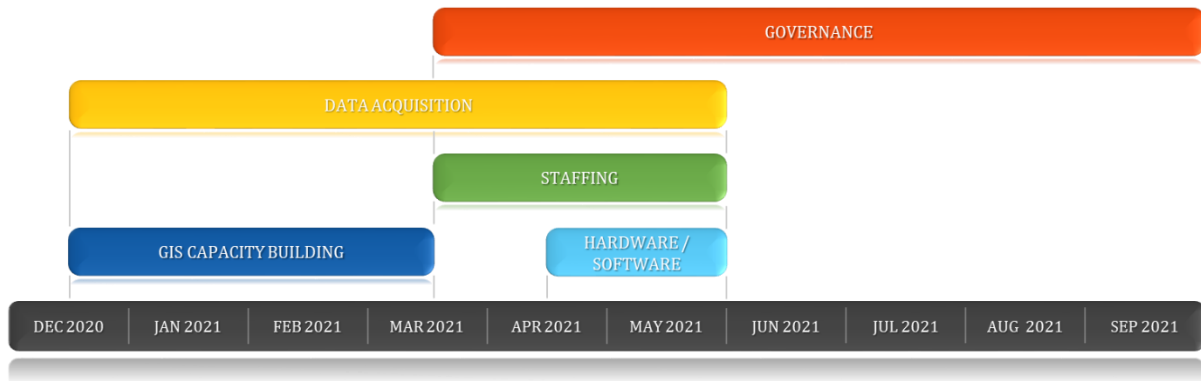 GOVERNANCE
DATA ACQUISITION
STAFFING
GIS CAPACITY BUILDING
HARDWARE /
SOFTWARE
DEC 2020
JAN 2021
FEB 2021
MAR 2021
APR 2021
MAY 2021
JUN 2021
JUL 2021
AUG 2021
SEP 2021